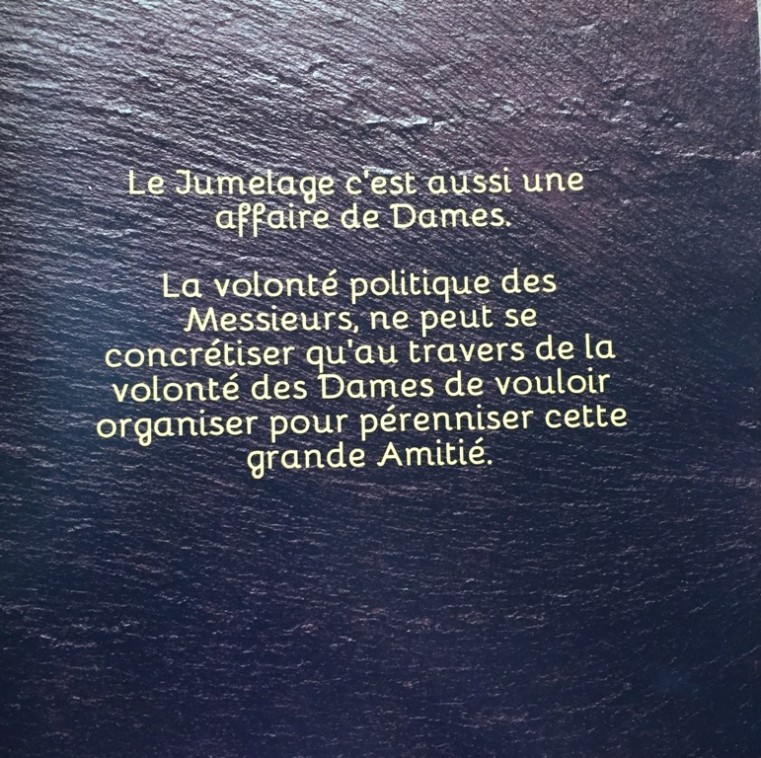 Le Jumelage c'est aussi une
affaire de Dames.
La volonté politique des
Messieurs, ne peut se
concrétiser qu'au travers de la
volonté des Dames de vouloir
organiser pour pérenniser cette
grande Amitié.